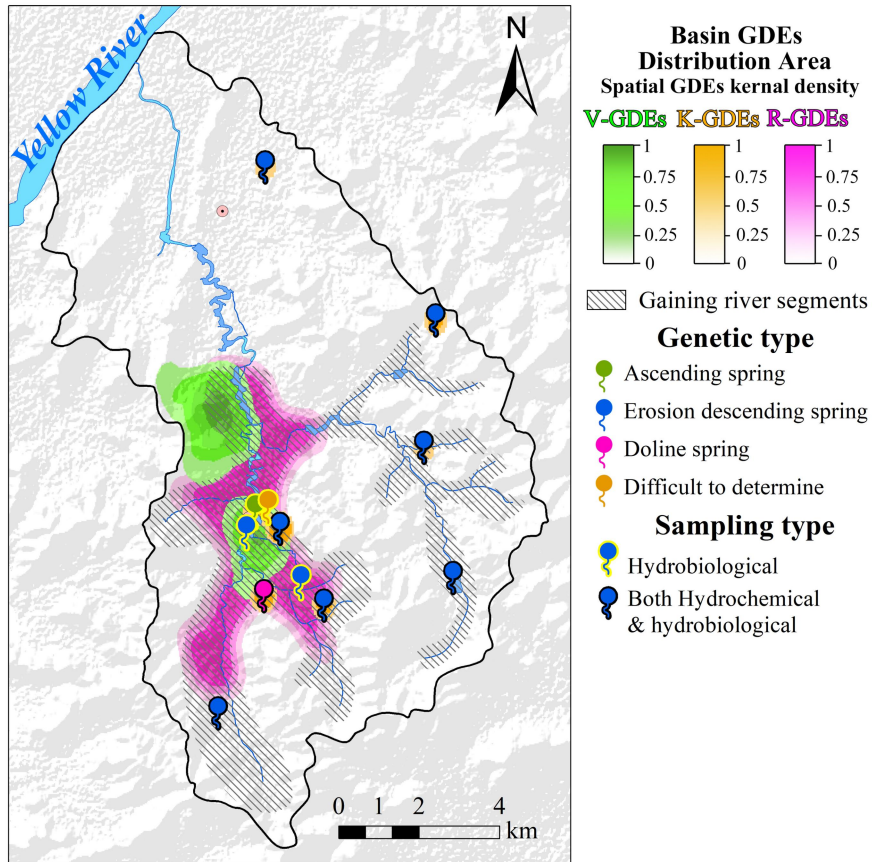 Yellow River
N
0 1 2 4
km
Basin GDEs
Distribution Area
Spatial GDEs kernal density
V-GDEs K-GDEs R-GDEs
1 1 1
0.75 0.75 0.75
0.5 0.5 0.5
0.25 0.25 0.25
0 0 0
Gaining river segments
Genetic type
Ascending spring
Erosion descending spring
Doline spring
Difficult to determine
Sampling type
Hydrobiological
Both Hydrochemical
& hydrobiological